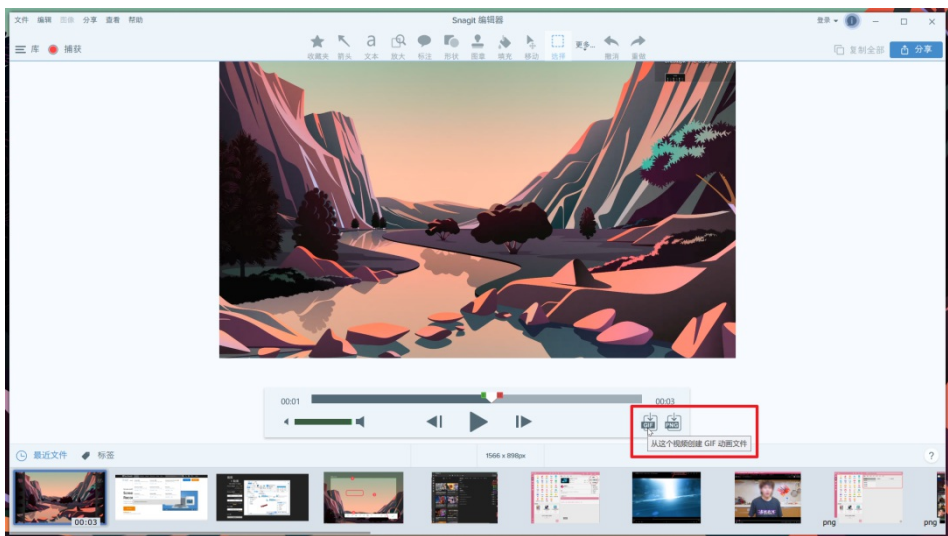 文件 编辑 图像 分享 查看 帮助
Snagit 编辑器
登录
库 捕获
收藏夹 箭头 文本 放大 标注 形状 图章 填充 移动 选择 更多... 撤消 重做
复制全部 分享
00:01
00:03
GIF PNG
从这个视频创建 GIF 动画文件
最近文件 标签
1566 x 898px
?
00:03
png
png